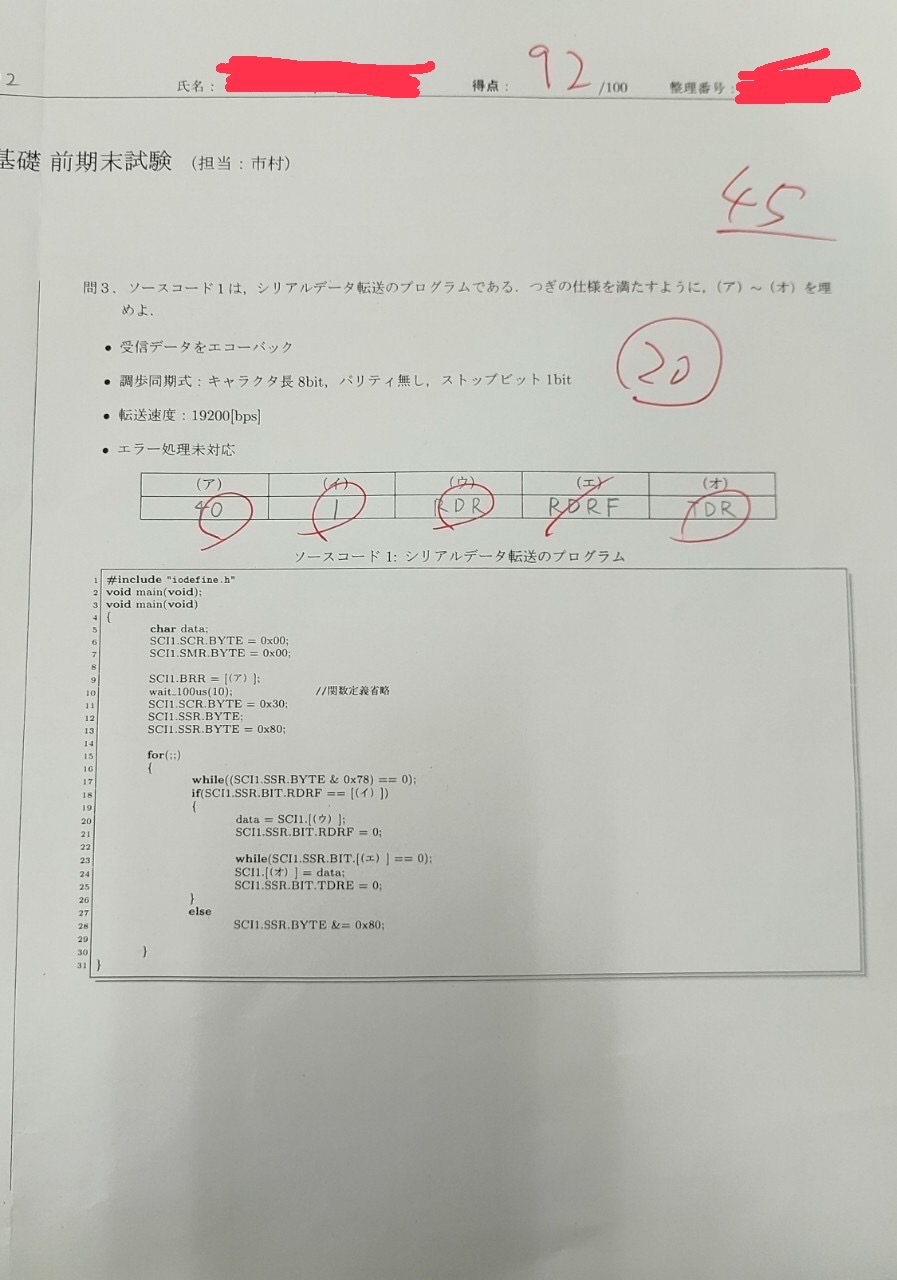 2
氏名： 得点： 92 /100 整理番号：
基礎 前期末試験 （担当：市村）
45
問３．ソースコード１は，シリアルデータ転送のプログラムである．つぎの仕様を満たすように，（ア）～（オ）を埋
めよ．
● 受信データをエコーバック
20
● 調歩同期式：キャラクタ長 8bit，パリティ無し，ストップビット 1bit
● 転送速度：19200[bps]
● エラー処理未対応
（ア） （イ） （ウ） （エ） （オ）
40 1 RDR RDRF TDR
ソースコード 1: シリアルデータ転送のプログラム
1 #include "iodefine.h"
2 void main(void);
3 void main(void)
4 {
5 char data;
6 SCI1.SCR.BYTE = 0x00;
7 SCI1.SMR.BYTE = 0x00;
8
9 SCI1.BRR = [（ア）];
10 wait_100us(10); //関数定義省略
11 SCI1.SCR.BYTE = 0x30;
12 SCI1.SSR.BYTE;
13 SCI1.SSR.BYTE = 0x80;
14
15 for(;;)
16 {
17 while((SCI1.SSR.BYTE & 0x78) == 0);
18 if(SCI1.SSR.BIT.RDRF == [（イ）])
19 {
20 data = SCI1.[（ウ）];
21 SCI1.SSR.BIT.RDRF = 0;
22
23 while(SCI1.SSR.BIT.[（エ）] == 0);
24 SCI1.[（オ）] = data;
25 SCI1.SSR.BIT.TDRE = 0;
26 }
27 else
28 SCI1.SSR.BYTE &= 0x80;
29
30 }
31 }